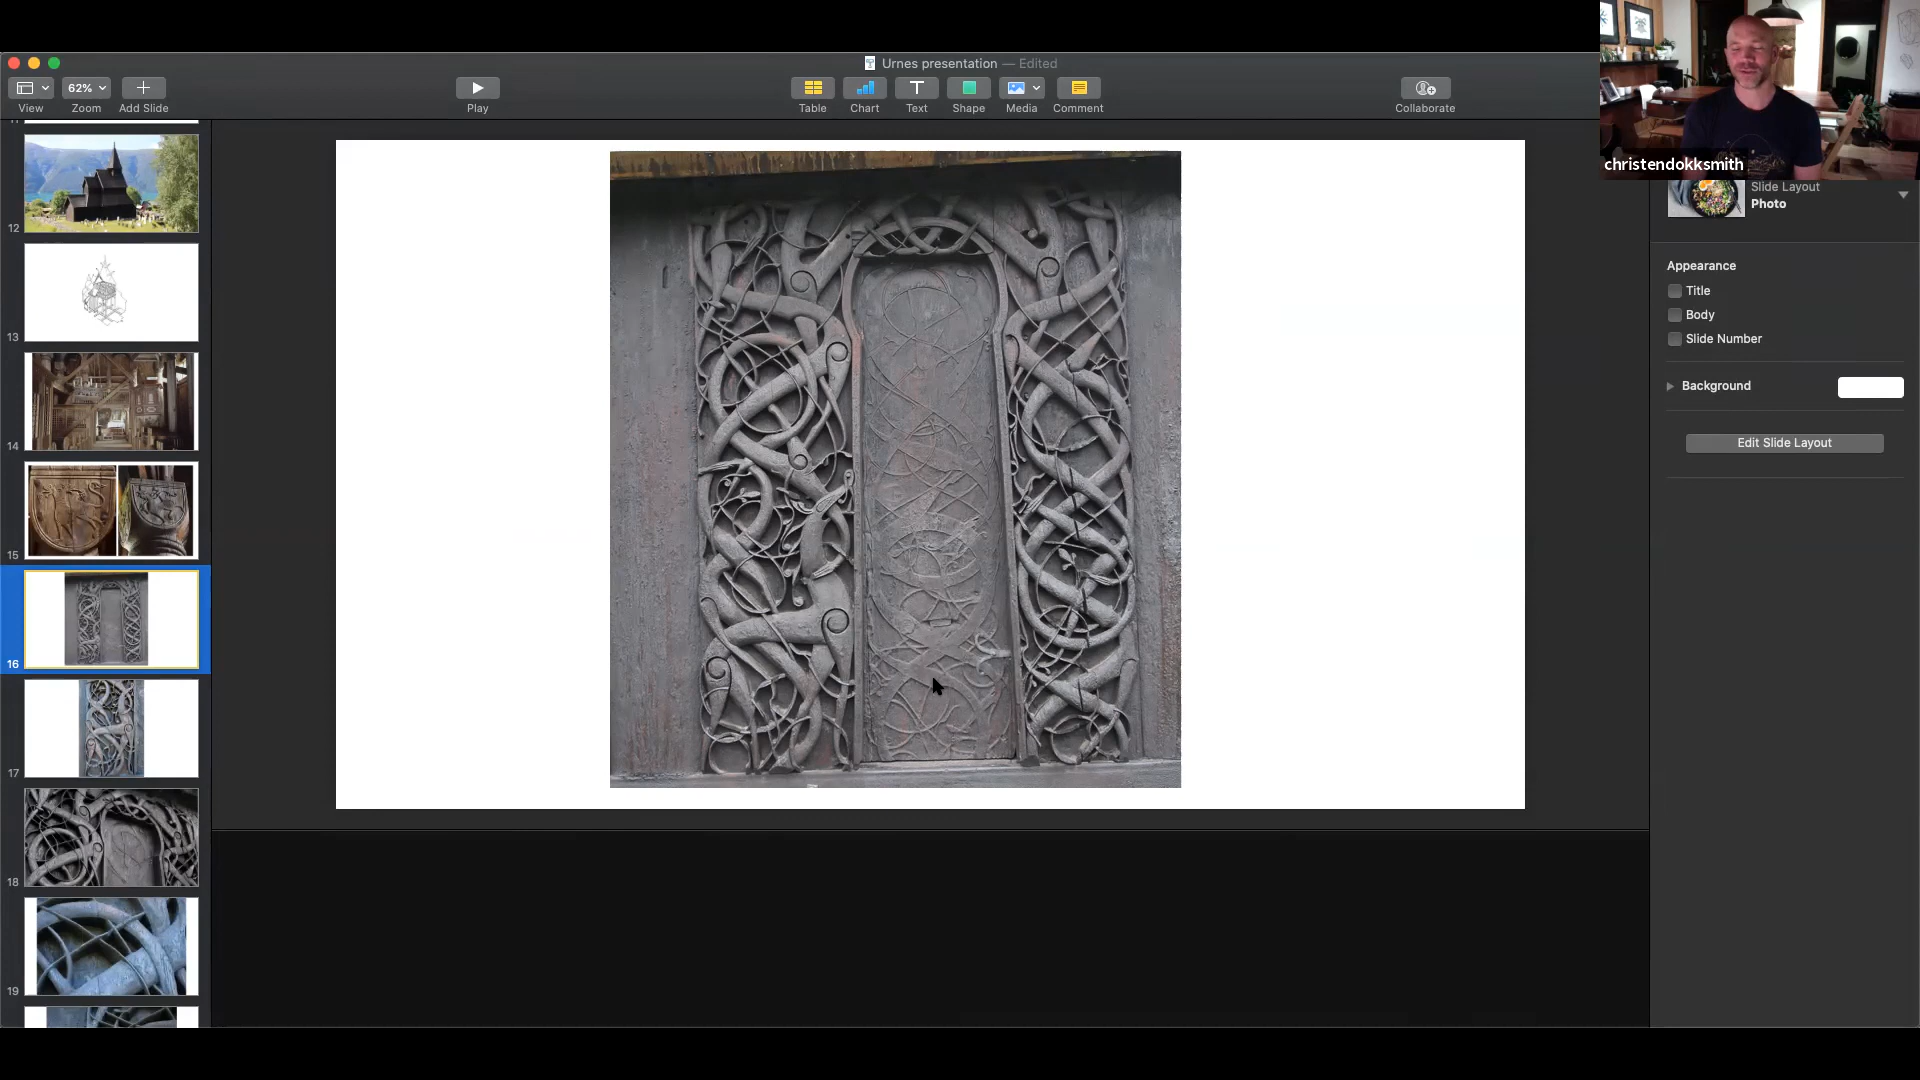 Urnes presentation — Edited
62%
View
Zoom
Add Slide
Play
Table
Chart
Text
Shape
Media
Comment
Collaborate
christendokksmith
Slide Layout
Photo
Appearance
Title
Body
Slide Number
Background
Edit Slide Layout
12
13
14
15
16
17
18
19